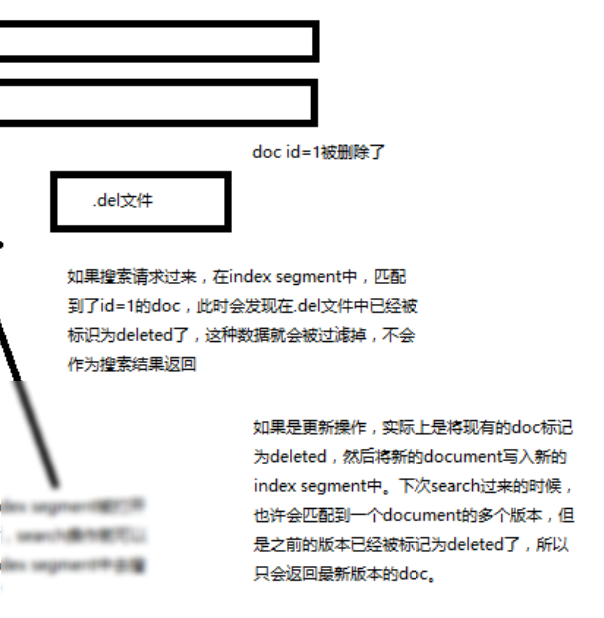 doc id=1被删除了
.del文件
如果搜索请求过来，在index segment中，匹配
到了id=1的doc，此时会发现在.del文件中已经被
标识为deleted了，这种数据就会被过滤掉，不会
作为搜索结果返回
如果是更新操作，实际上是将现有的doc标记
为deleted，然后将新的document写入新的
index segment中。下次search过来的时候，
也许会匹配到一个document的多个版本，但
是之前的版本已经被标记为deleted了，所以
只会返回最新版本的doc。